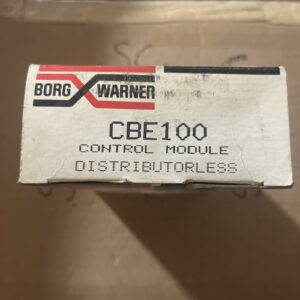 BORG WARNER
CBE100
CONTROL MODULE
DISTRIBUTORLESS